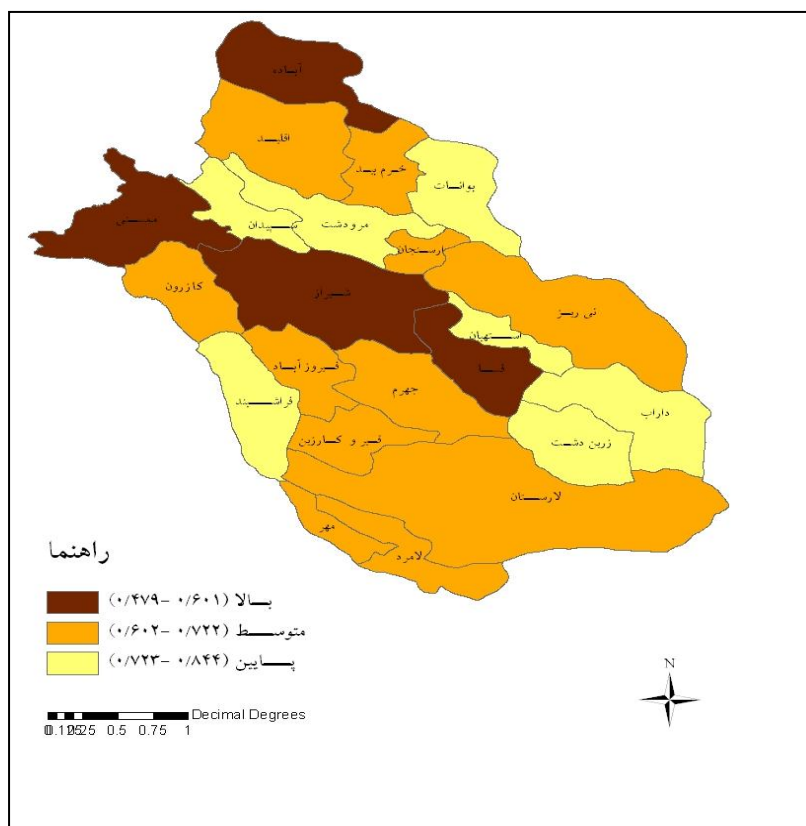 آباده
اقلید
خرم بید
بوانات
ممسنی
سپیدان
مرودشت
ارسنجان
کازرون
شیراز
نی ریز
استهبان
فسا
فیروزآباد
جهرم
داراب
فراشبند
قیر و کارزین
زرین دشت
لارستان
مهر
لامرد
راهنما
بالا (۰/۴۷۹ - ۰/۶۰۱)
متوسط (۰/۶۰۲ - ۰/۷۲۲)
پایین (۰/۷۲۳ - ۰/۸۴۴)
N
Decimal Degrees
0.5 0.75 1